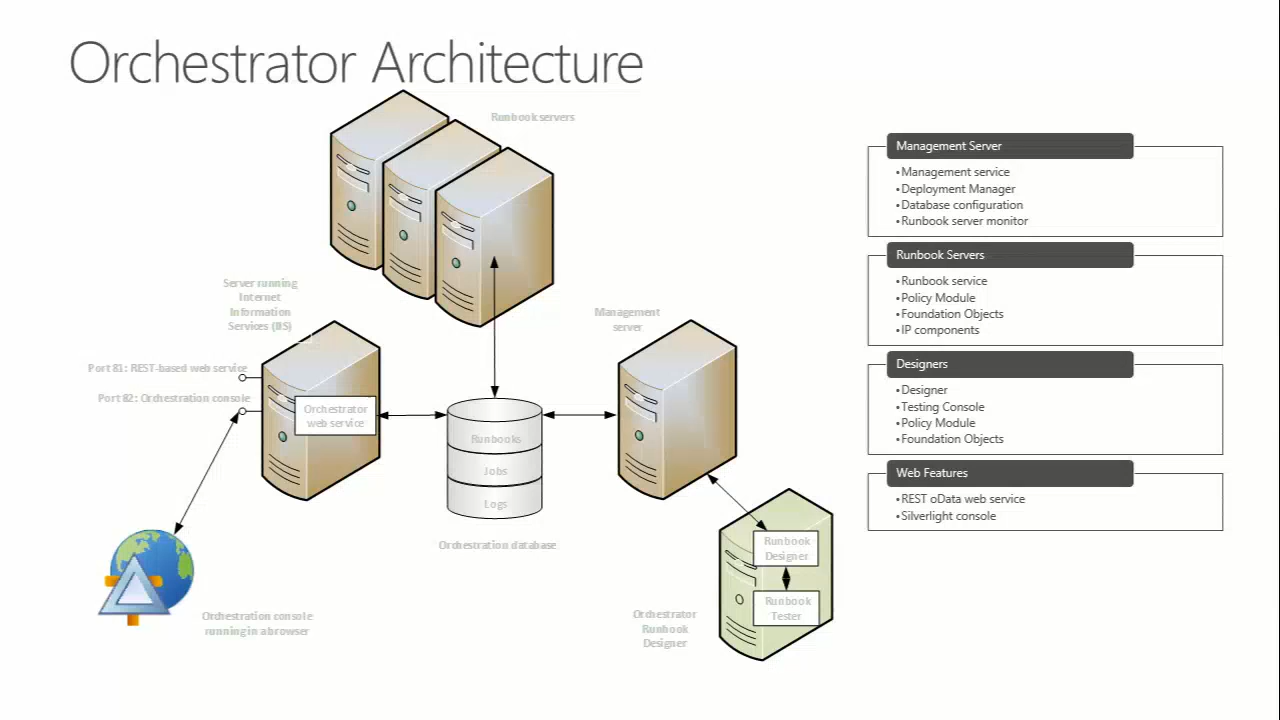 Orchestrator Architecture
Runbook servers
Server running
Internet
Information
Services (IIS)
Management
server
Port 81: REST-based web service
Port 82: Orchestration console
Orchestrator
web service
Runbooks
Jobs
Logs
Orchestration database
Runbook
Designer
Runbook
Tester
Orchestrator
Runbook
Designer
Orchestration console
running in a browser
Management Server
•Management service
•Deployment Manager
•Database configuration
•Runbook server monitor
Runbook Servers
•Runbook service
•Policy Module
•Foundation Objects
•IP components
Designers
•Designer
•Testing Console
•Policy Module
•Foundation Objects
Web Features
•REST oData web service
•Silverlight console